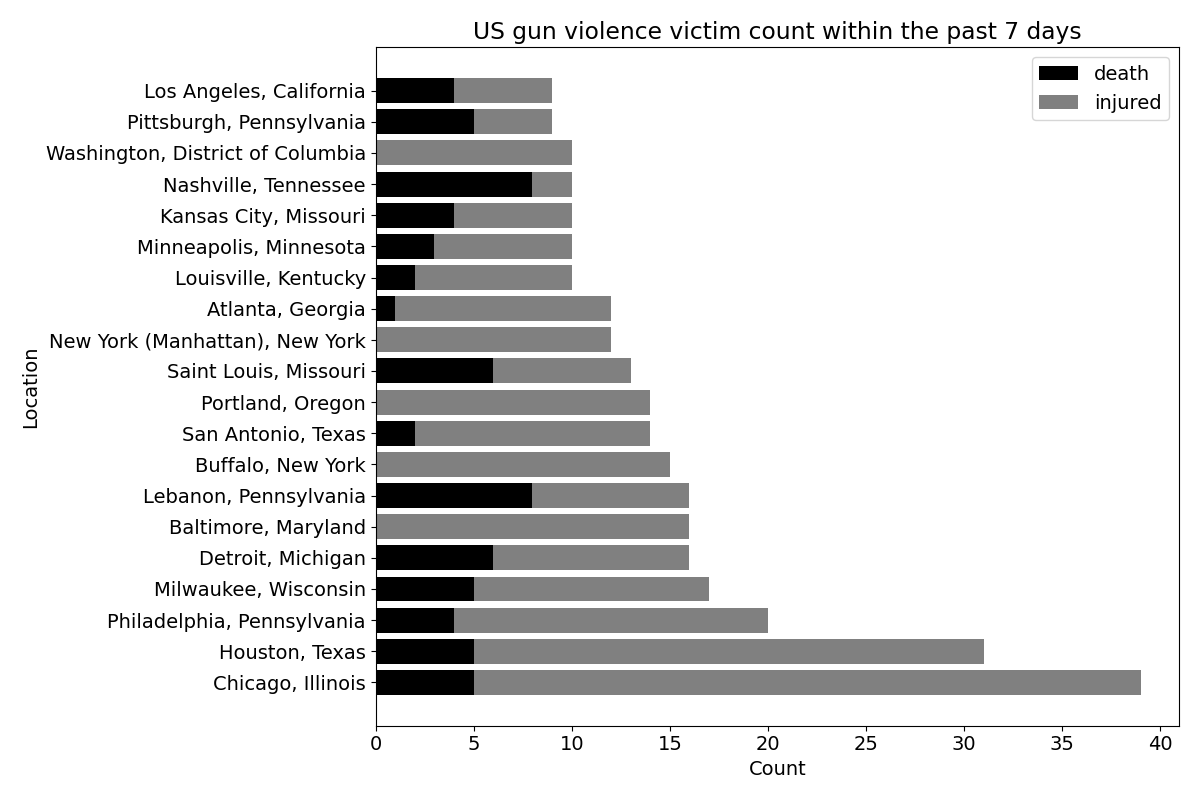 US gun violence victim count within the past 7 days
death
injured
Los Angeles, California
Pittsburgh, Pennsylvania
Washington, District of Columbia
Nashville, Tennessee
Kansas City, Missouri
Minneapolis, Minnesota
Louisville, Kentucky
Atlanta, Georgia
New York (Manhattan), New York
Saint Louis, Missouri
Portland, Oregon
San Antonio, Texas
Buffalo, New York
Lebanon, Pennsylvania
Baltimore, Maryland
Detroit, Michigan
Milwaukee, Wisconsin
Philadelphia, Pennsylvania
Houston, Texas
Chicago, Illinois
Location
0 5 10 15 20 25 30 35 40
Count